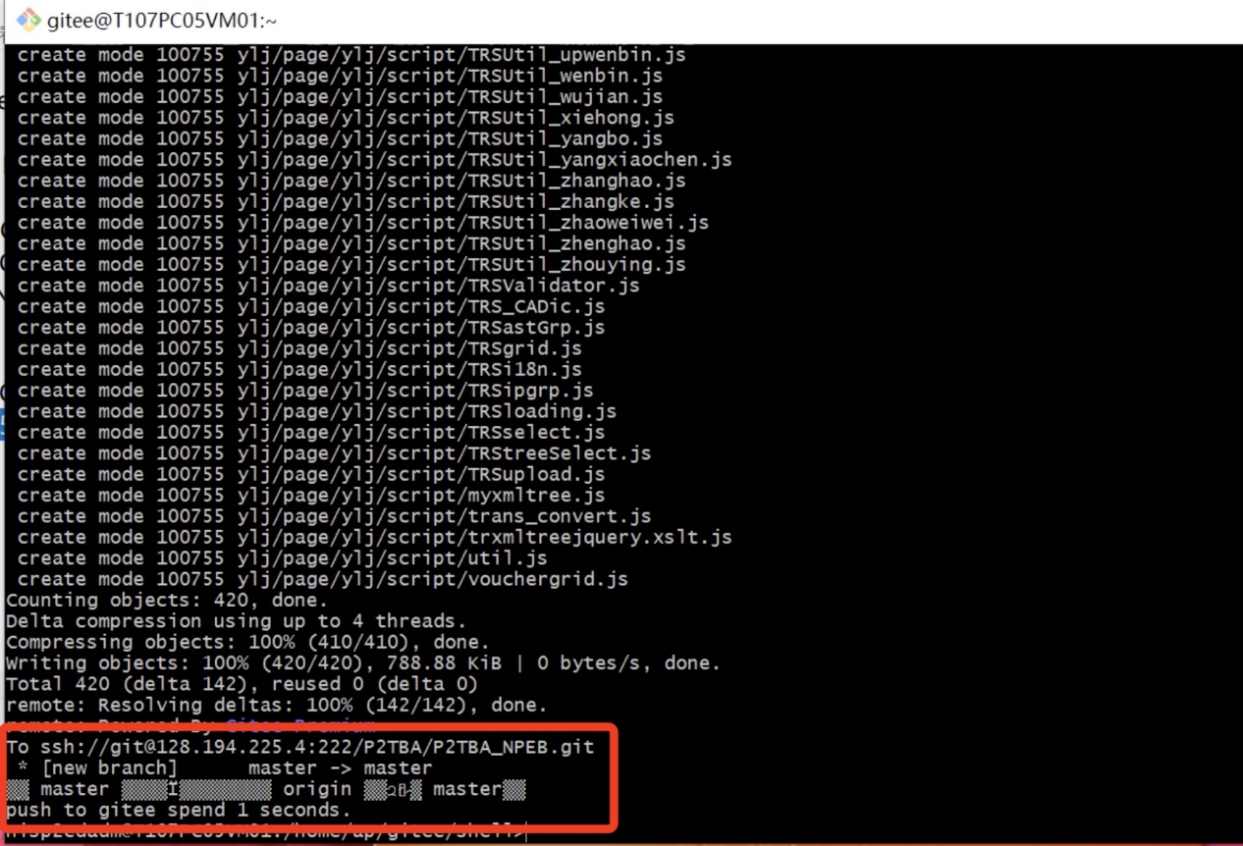 gitee@T107PC05VM01:~
create mode 100755 ylj/page/ylj/script/TRSUtil_upwenbin.js
create mode 100755 ylj/page/ylj/script/TRSUtil_wenbin.js
create mode 100755 ylj/page/ylj/script/TRSUtil_wujian.js
create mode 100755 ylj/page/ylj/script/TRSUtil_xiehong.js
create mode 100755 ylj/page/ylj/script/TRSUtil_yangbo.js
create mode 100755 ylj/page/ylj/script/TRSUtil_yangxiaochen.js
create mode 100755 ylj/page/ylj/script/TRSUtil_zhanghao.js
create mode 100755 ylj/page/ylj/script/TRSUtil_zhangke.js
create mode 100755 ylj/page/ylj/script/TRSUtil_zhaoweiwei.js
create mode 100755 ylj/page/ylj/script/TRSUtil_zhenghao.js
create mode 100755 ylj/page/ylj/script/TRSUtil_zhouying.js
create mode 100755 ylj/page/ylj/script/TRSValidator.js
create mode 100755 ylj/page/ylj/script/TRS_CADic.js
create mode 100755 ylj/page/ylj/script/TRSastGrp.js
create mode 100755 ylj/page/ylj/script/TRSgrid.js
create mode 100755 ylj/page/ylj/script/TRSi18n.js
create mode 100755 ylj/page/ylj/script/TRSipgrp.js
create mode 100755 ylj/page/ylj/script/TRSloading.js
create mode 100755 ylj/page/ylj/script/TRSselect.js
create mode 100755 ylj/page/ylj/script/TRStreeSelect.js
create mode 100755 ylj/page/ylj/script/TRSupload.js
create mode 100755 ylj/page/ylj/script/myxmltree.js
create mode 100755 ylj/page/ylj/script/trans_convert.js
create mode 100755 ylj/page/ylj/script/trxmltreejquery.xslt.js
create mode 100755 ylj/page/ylj/script/util.js
create mode 100755 ylj/page/ylj/script/vouchergrid.js
Counting objects: 420, done.
Delta compression using up to 4 threads.
Compressing objects: 100% (410/410), done.
Writing objects: 100% (420/420), 788.88 KiB | 0 bytes/s, done.
Total 420 (delta 142), reused 0 (delta 0)
remote: Resolving deltas: 100% (142/142), done.
remote: Powered By Gitee Premium
To ssh://git@128.194.225.4:222/P2TBA/P2TBA_NPEB.git
* [new branch] master -> master
master origin master
push to gitee spend 1 seconds.